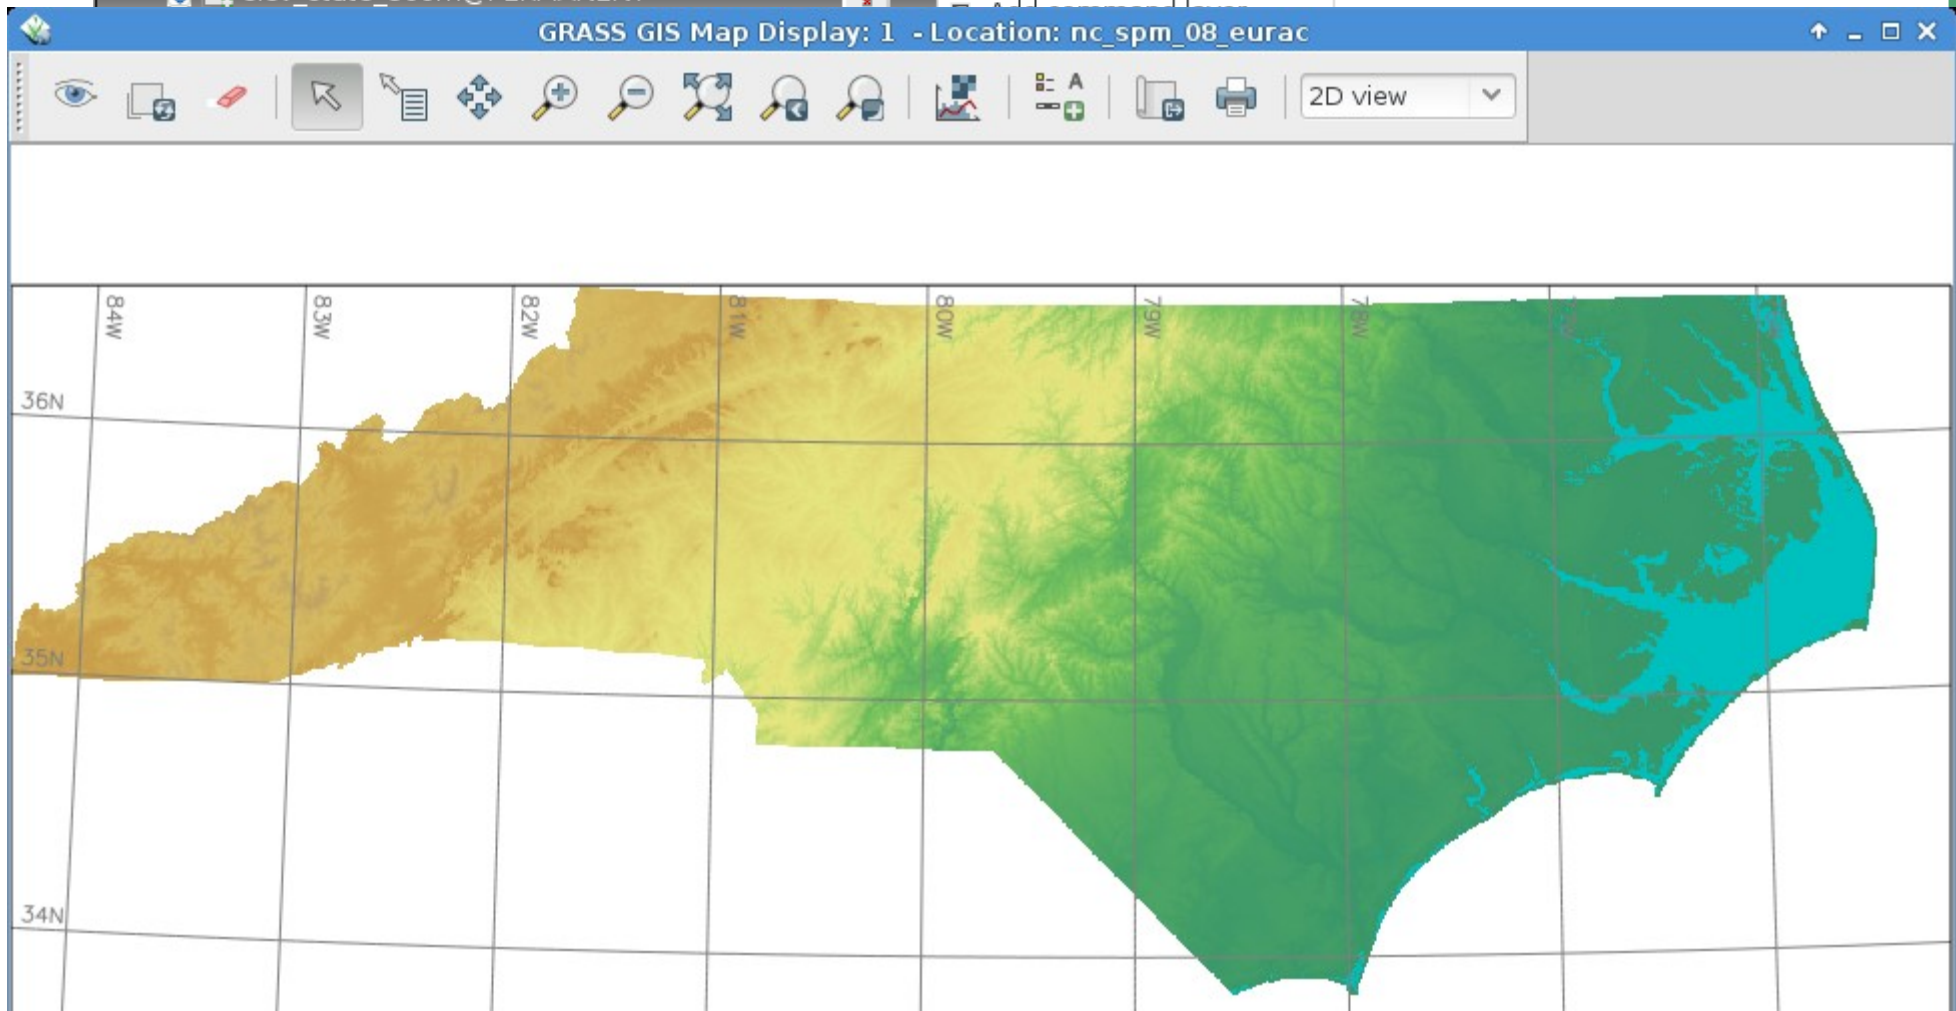 GRASS GIS Map Display: 1 - Location: nc_spm_08_eurac
2D view
84W
83W
82W
81W
80W
79W
78W
36N
35N
34N